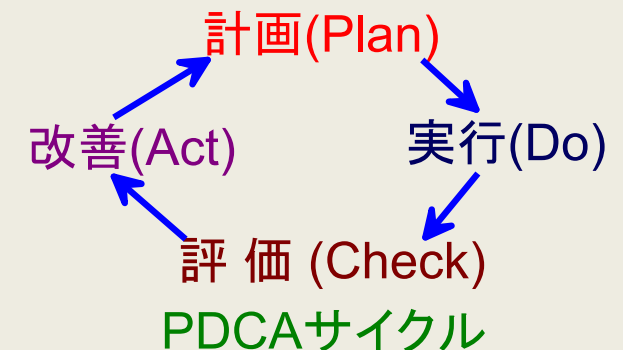 計画(Plan)
実行(Do)
改善(Act)
評 価 (Check)
PDCAサイクル